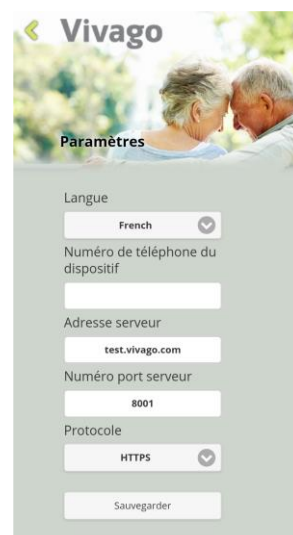 Vivago
Paramètres
Langue
French
Numéro de téléphone du
dispositif
Adresse serveur
test.vivago.com
Numéro port serveur
8001
Protocole
HTTPS
Sauvegarder